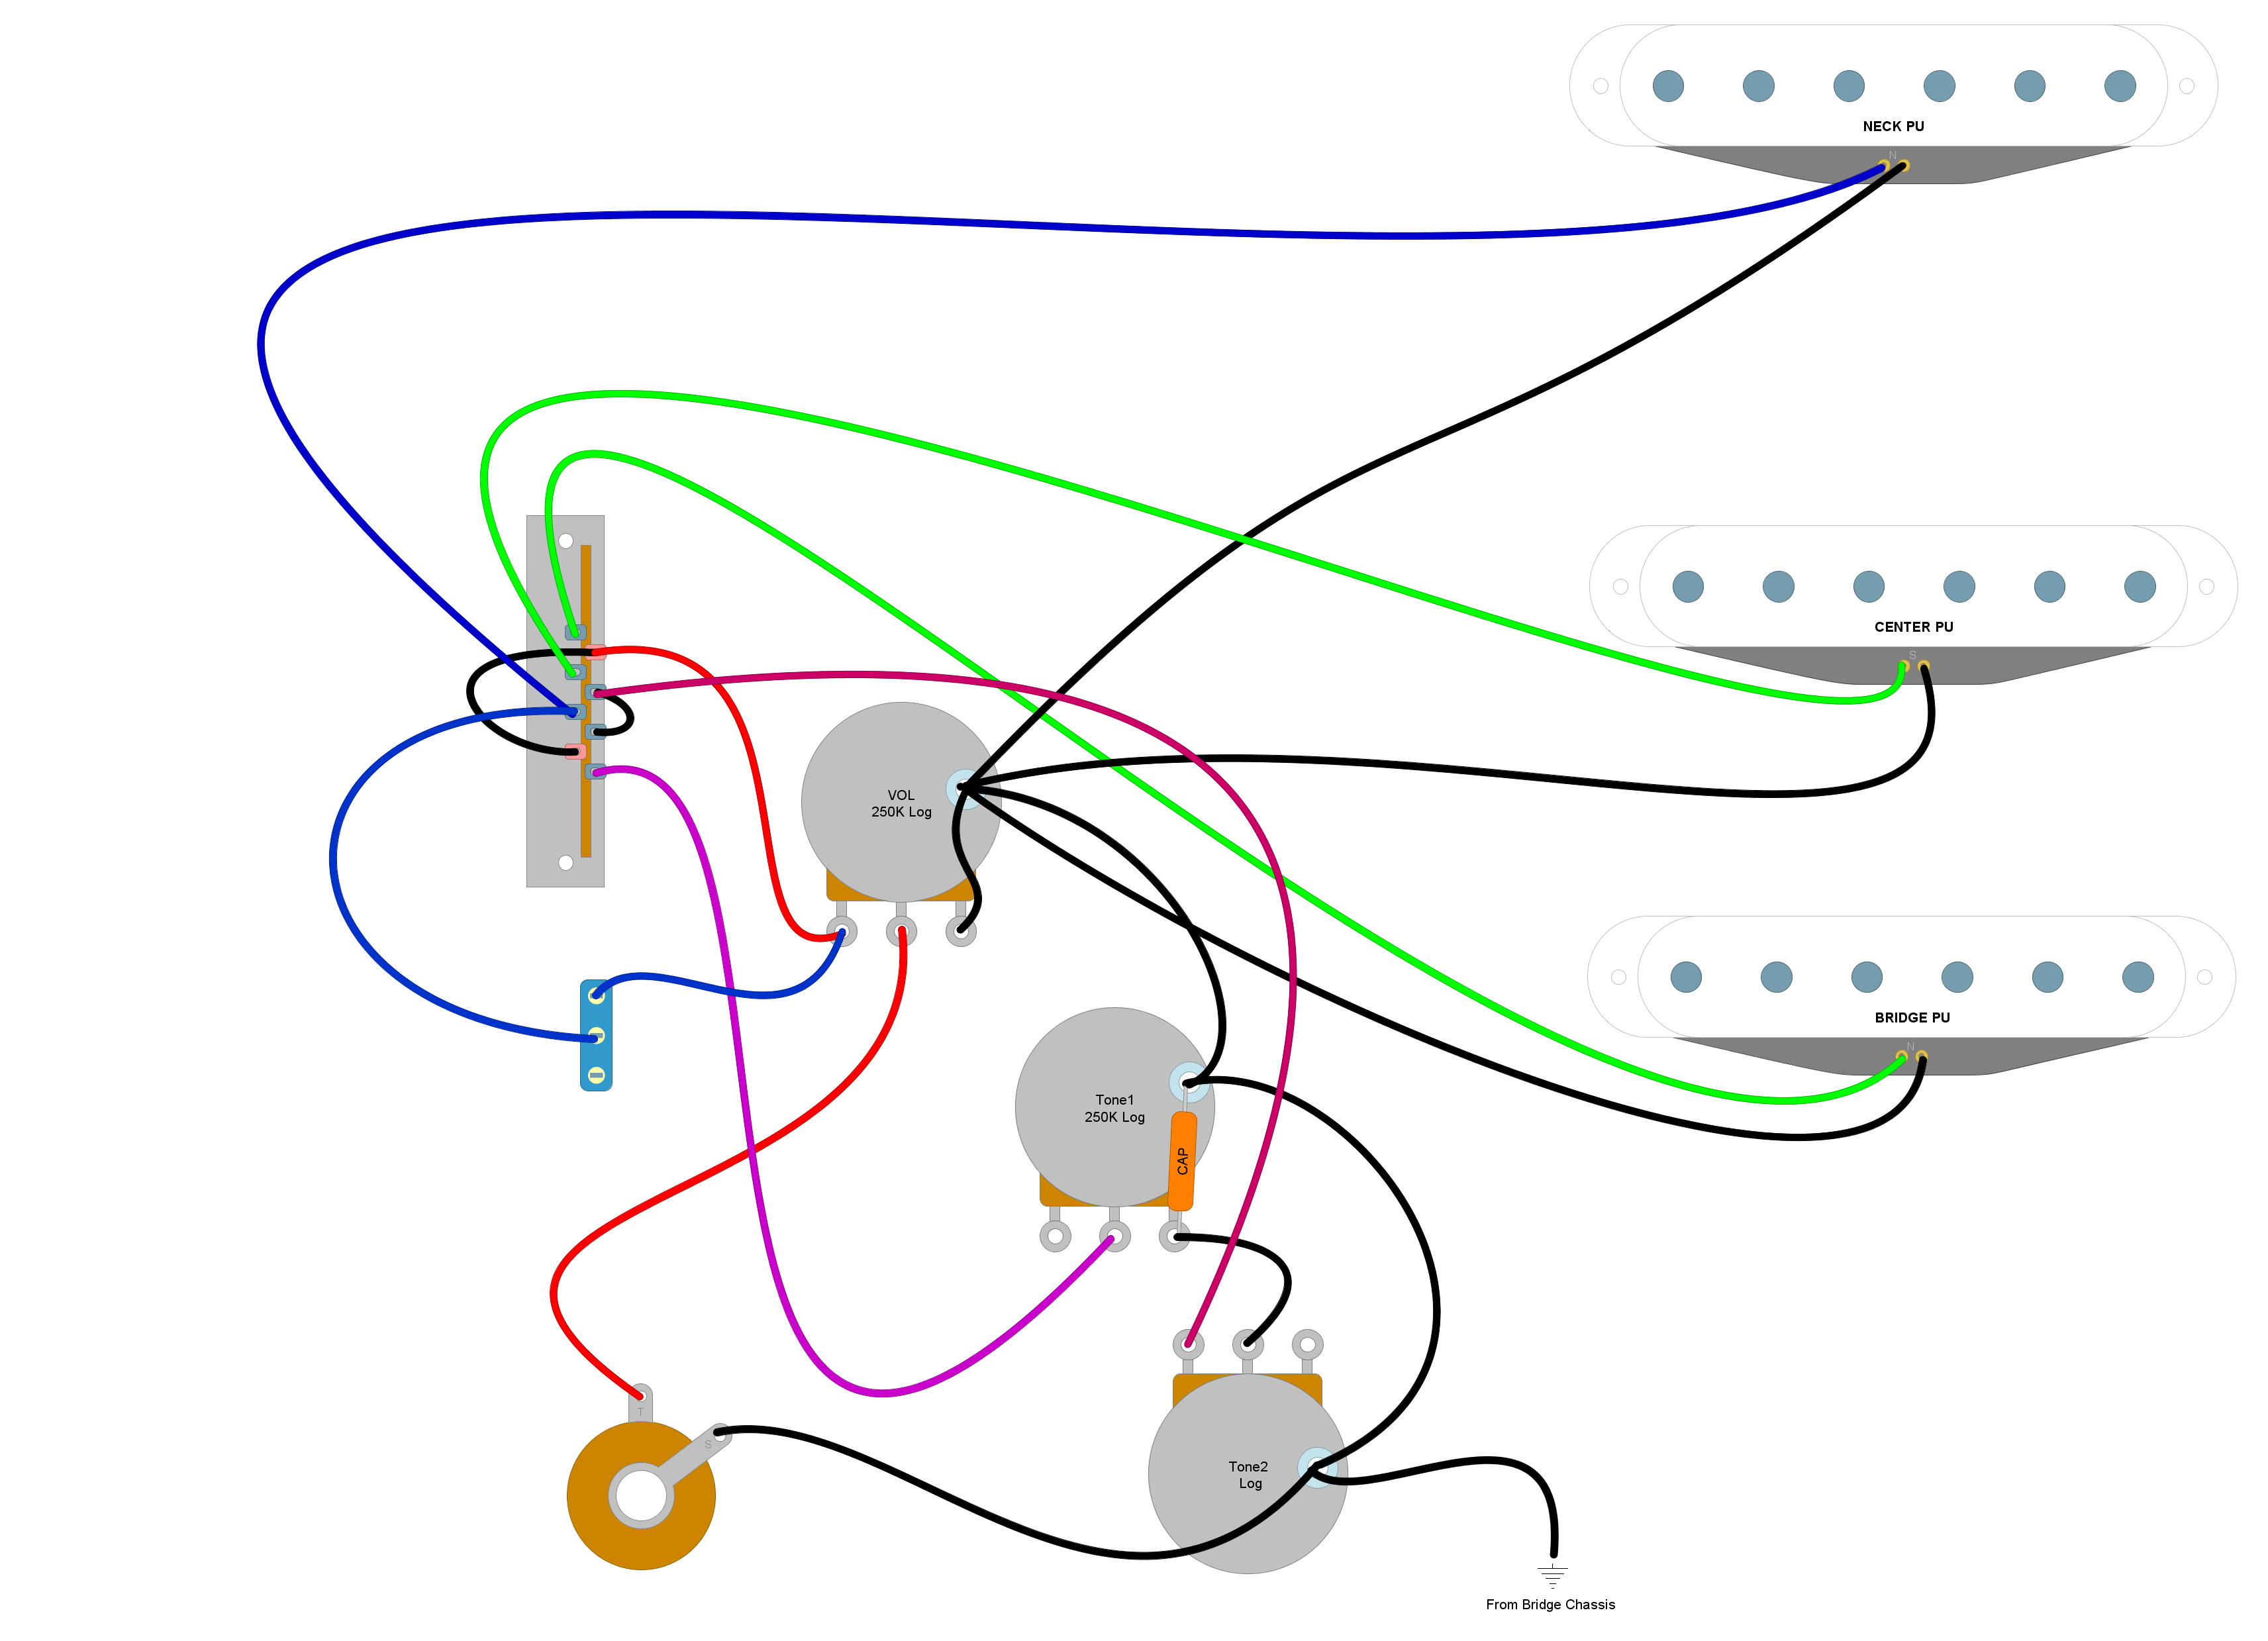 NECK PU
N
CENTER PU
S
VOL
250K Log
BRIDGE PU
N
Tone1
250K Log
CAP
T
S
Tone2
Log
From Bridge Chassis